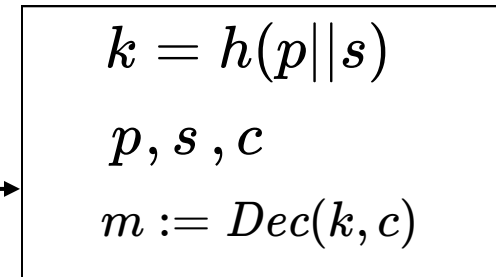 k = h(p||s)
p, s , c
m := Dec(k, c)